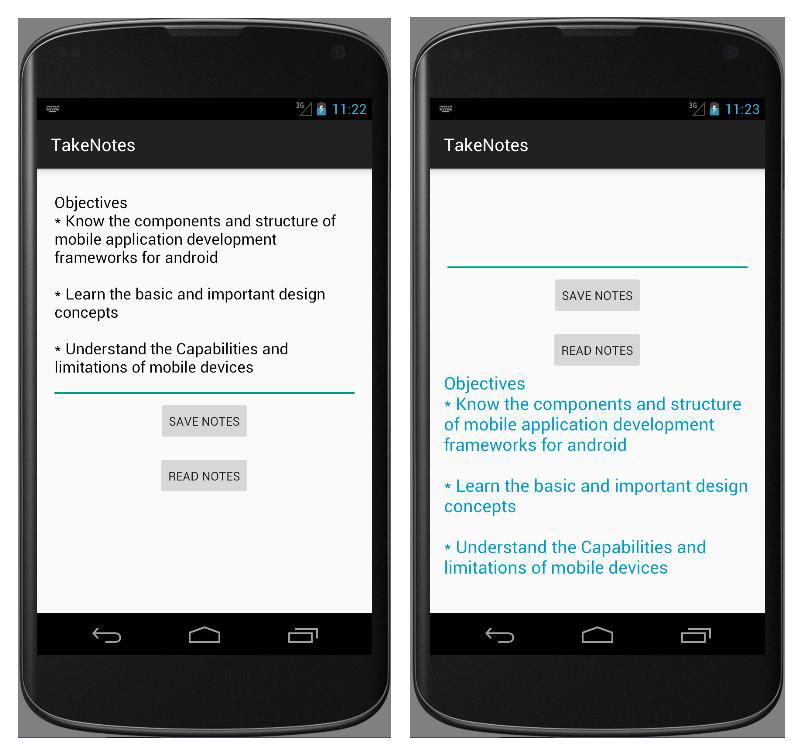 3G 11:22
TakeNotes
Objectives
* Know the components and structure of
mobile application development
frameworks for android
* Learn the basic and important design
concepts
* Understand the Capabilities and
limitations of mobile devices
SAVE NOTES
READ NOTES
3G 11:23
TakeNotes
SAVE NOTES
READ NOTES
Objectives
* Know the components and structure
of mobile application development
frameworks for android
* Learn the basic and important design
concepts
* Understand the Capabilities and
limitations of mobile devices